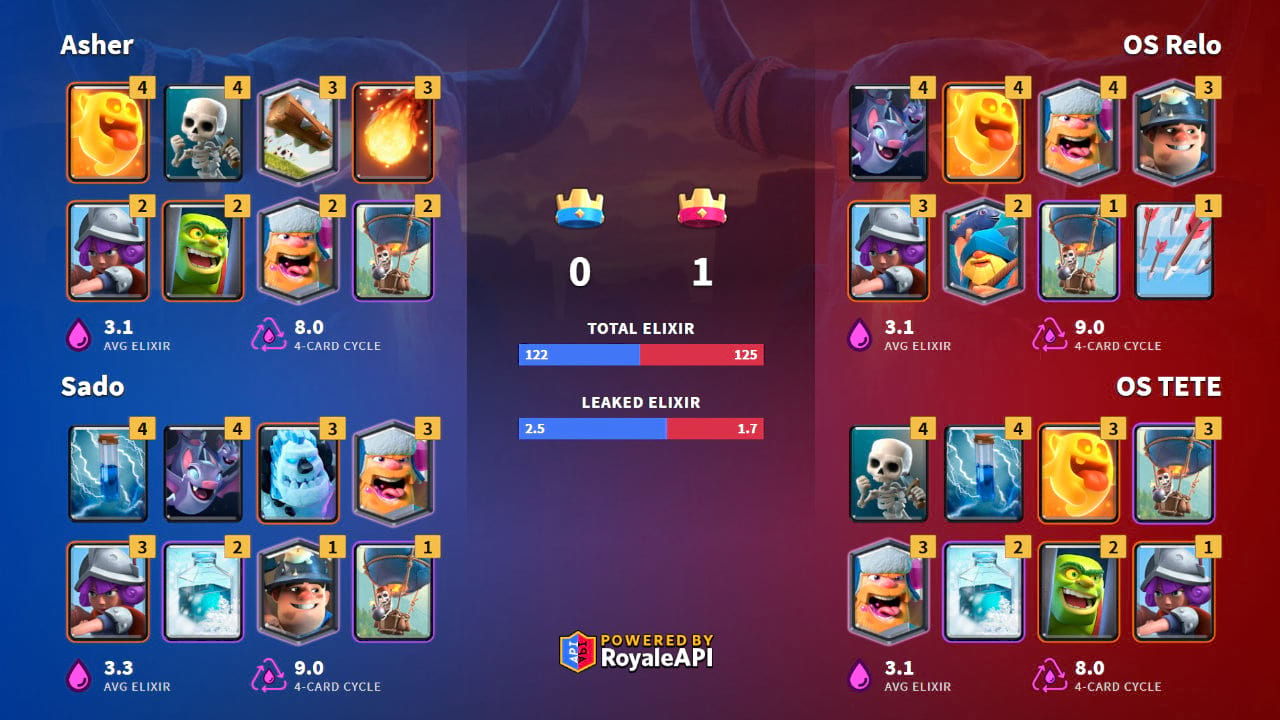 Asher
4 4 3 3
2 2 2 2
3.1
AVG ELIXIR
8.0
4-CARD CYCLE
Sado
4 4 3 3
3 2 1 1
3.3
AVG ELIXIR
9.0
4-CARD CYCLE
0 1
TOTAL ELIXIR
122 125
LEAKED ELIXIR
2.5 1.7
POWERED BY
RoyaleAPI
OS Relo
4 4 4 3
3 2 1 1
3.1
AVG ELIXIR
9.0
4-CARD CYCLE
OS TETE
4 4 3 3
3 2 2 1
3.1
AVG ELIXIR
8.0
4-CARD CYCLE